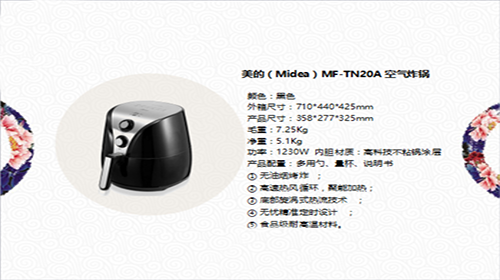 美的（Midea）MF-TN20A 空气炸锅
颜色：黑色
外箱尺寸：710*440*425mm
产品尺寸：358*277*325mm
毛重：7.25Kg
净重：5.1Kg
功率：1230W 内胆材质：高科技不粘锅涂层
产品配置：多用勺、量杯、说明书
① 无油烟烤炸 ；
② 高速热风循环，聚能加热；
③ 底部旋涡式热流技术 ；
④ 无忧精准定时设计 ；
⑤ 食品级耐高温材料。